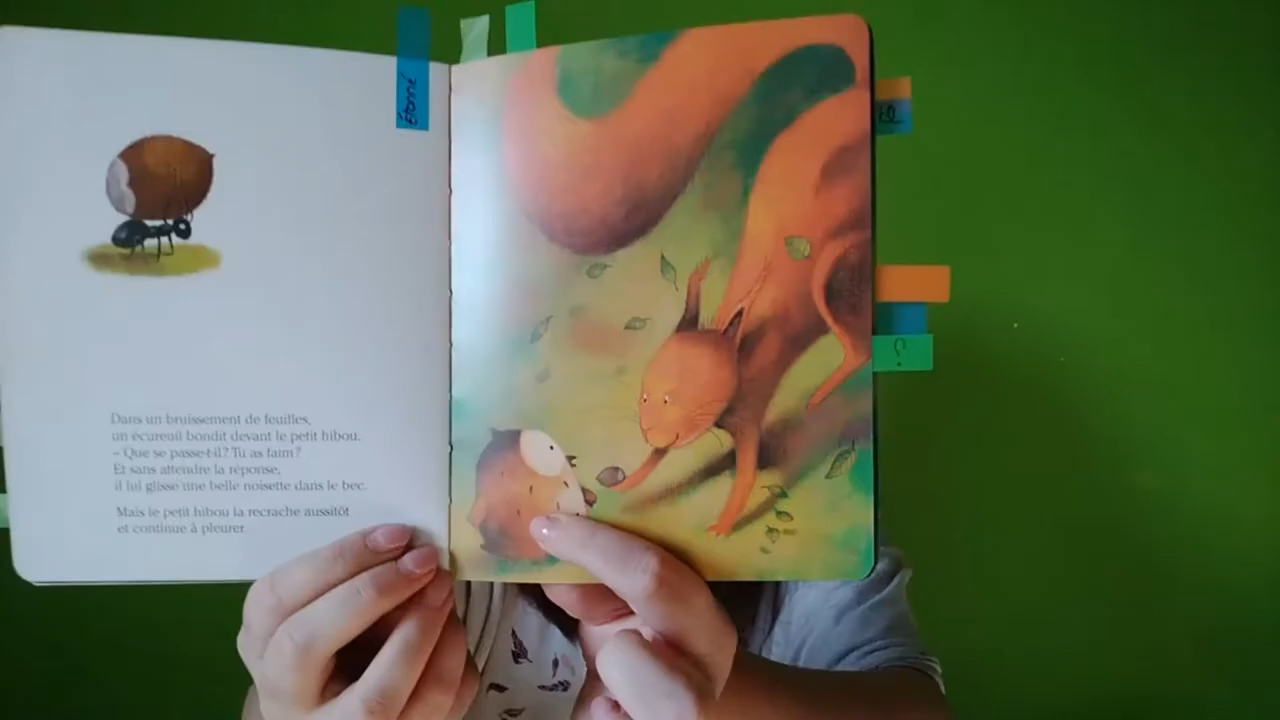 étonné
Dans un bruissement de feuilles,
un écureuil bondit devant le petit hibou.
– Que se passe-t-il? Tu as faim?
Et sans attendre la réponse,
il lui glisse une belle noisette dans le bec.
Mais le petit hibou la recrache aussitôt
et continue à pleurer.
?